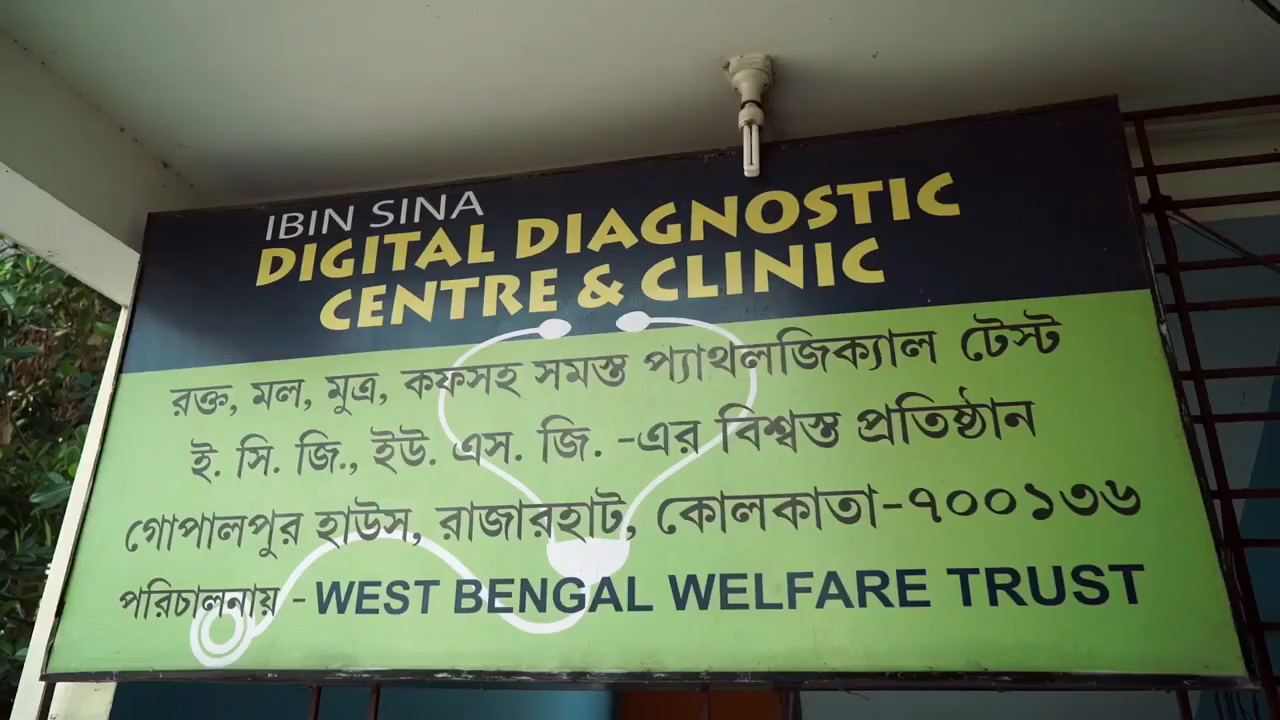 IBIN SINA
DIGITAL DIAGNOSTIC
CENTRE & CLINIC
রক্ত, মল, মুত্র, কফসহ সমস্ত প্যাথলজিক্যাল টেস্ট
ই. সি. জি., ইউ. এস. জি. -এর বিশ্বস্ত প্রতিষ্ঠান
গোপালপুর হাউস, রাজারহাট, কোলকাতা-৭০০১৩৬
পরিচালনায় - WEST BENGAL WELFARE TRUST